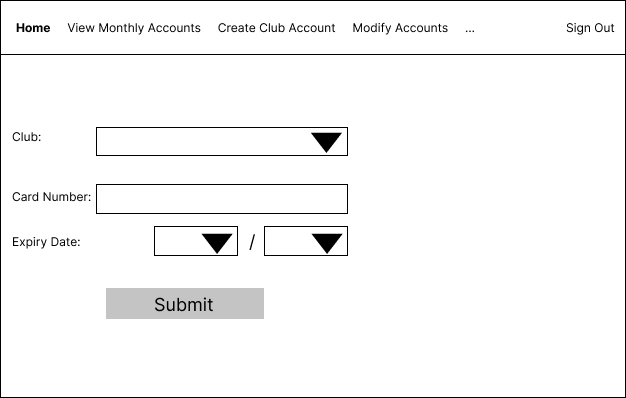 Home View Monthly Accounts Create Club Account Modify Accounts ... Sign Out
Club:
Card Number:
Expiry Date: /
Submit